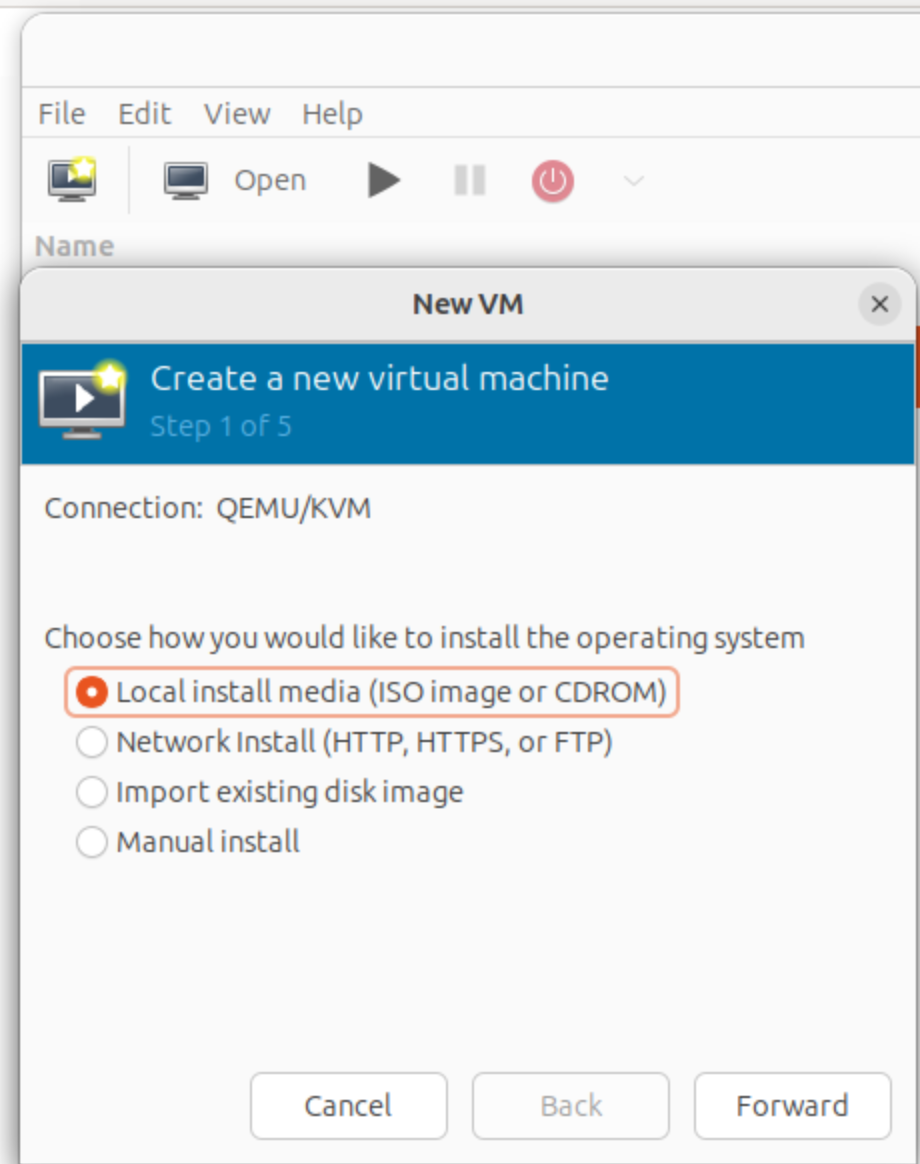 File Edit View Help
Open
Name
New VM
Create a new virtual machine
Step 1 of 5
Connection: QEMU/KVM
Choose how you would like to install the operating system
Local install media (ISO image or CDROM)
Network Install (HTTP, HTTPS, or FTP)
Import existing disk image
Manual install
Cancel Back Forward